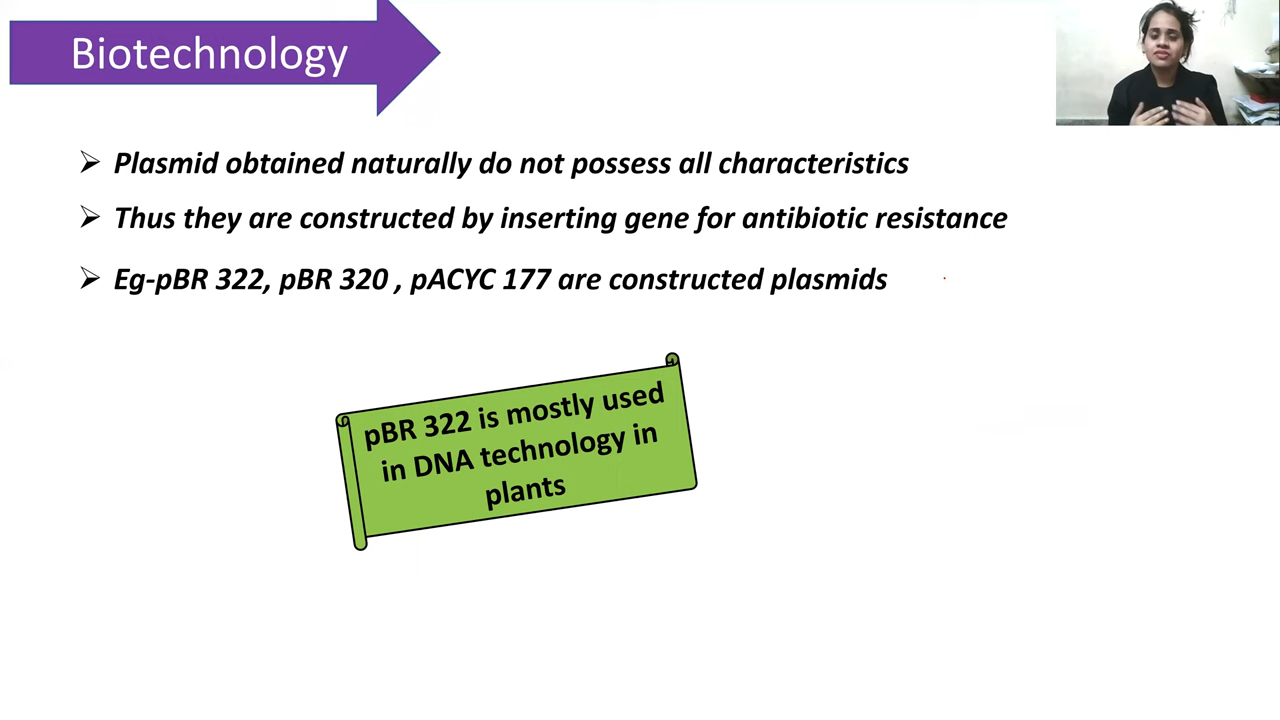 Biotechnology
Plasmid obtained naturally do not possess all characteristics
Thus they are constructed by inserting gene for antibiotic resistance
Eg-pBR 322, pBR 320 , pACYC 177 are constructed plasmids
pBR 322 is mostly used
in DNA technology in
plants